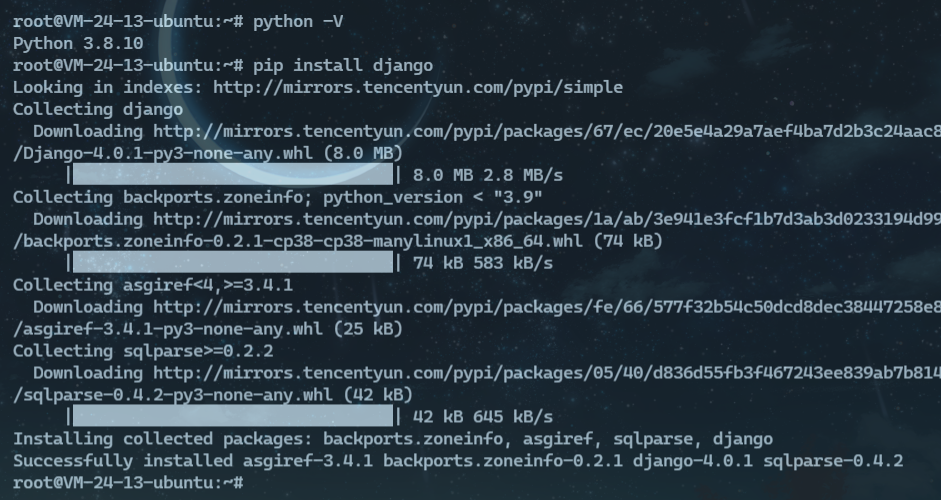 root@VM-24-13-ubuntu:~# python -V
Python 3.8.10
root@VM-24-13-ubuntu:~# pip install django
Looking in indexes: http://mirrors.tencentyun.com/pypi/simple
Collecting django
  Downloading http://mirrors.tencentyun.com/pypi/packages/67/ec/20e5e4a29a7aef4ba7d2b3c24aac8
/Django-4.0.1-py3-none-any.whl (8.0 MB)
     |████████████████████████████████| 8.0 MB 2.8 MB/s
Collecting backports.zoneinfo; python_version < "3.9"
  Downloading http://mirrors.tencentyun.com/pypi/packages/1a/ab/3e941e3fcf1b7d3ab3d0233194d99
/backports.zoneinfo-0.2.1-cp38-cp38-manylinux1_x86_64.whl (74 kB)
     |████████████████████████████████| 74 kB 583 kB/s
Collecting asgiref<4,>=3.4.1
  Downloading http://mirrors.tencentyun.com/pypi/packages/fe/66/577f32b54c50dcd8dec38447258e8
/asgiref-3.4.1-py3-none-any.whl (25 kB)
Collecting sqlparse>=0.2.2
  Downloading http://mirrors.tencentyun.com/pypi/packages/05/40/d836d55fb3f467243ee839ab7b814
/sqlparse-0.4.2-py3-none-any.whl (42 kB)
     |████████████████████████████████| 42 kB 645 kB/s
Installing collected packages: backports.zoneinfo, asgiref, sqlparse, django
Successfully installed asgiref-3.4.1 backports.zoneinfo-0.2.1 django-4.0.1 sqlparse-0.4.2
root@VM-24-13-ubuntu:~#